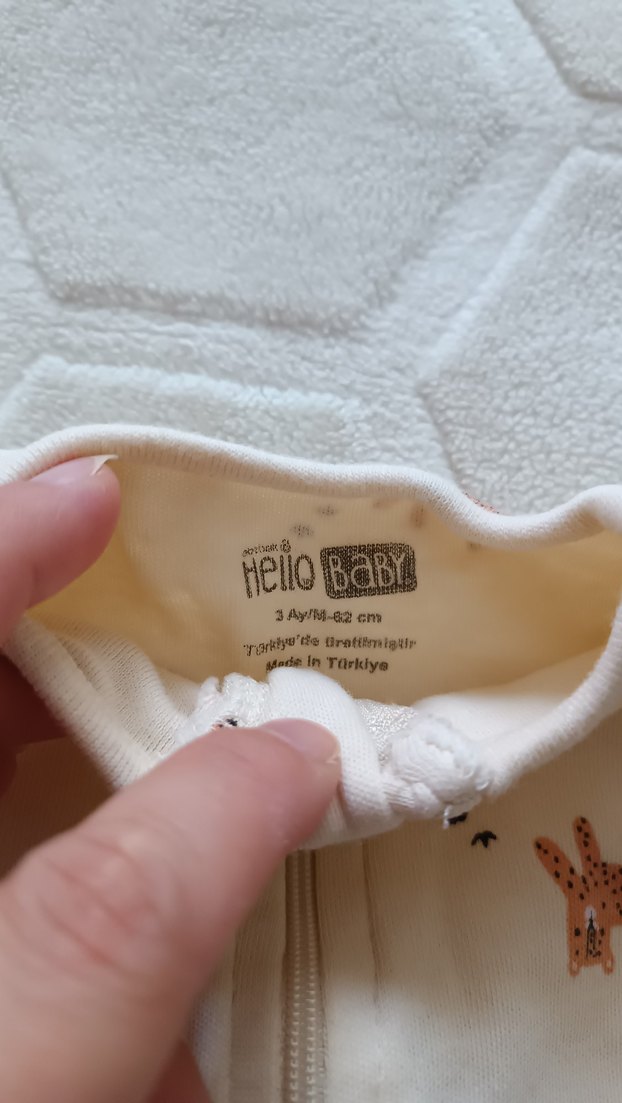 Hello BABY
3 Ay/M-62 cm
Türkiye'de Üretilmiştir
Made in Türkiye